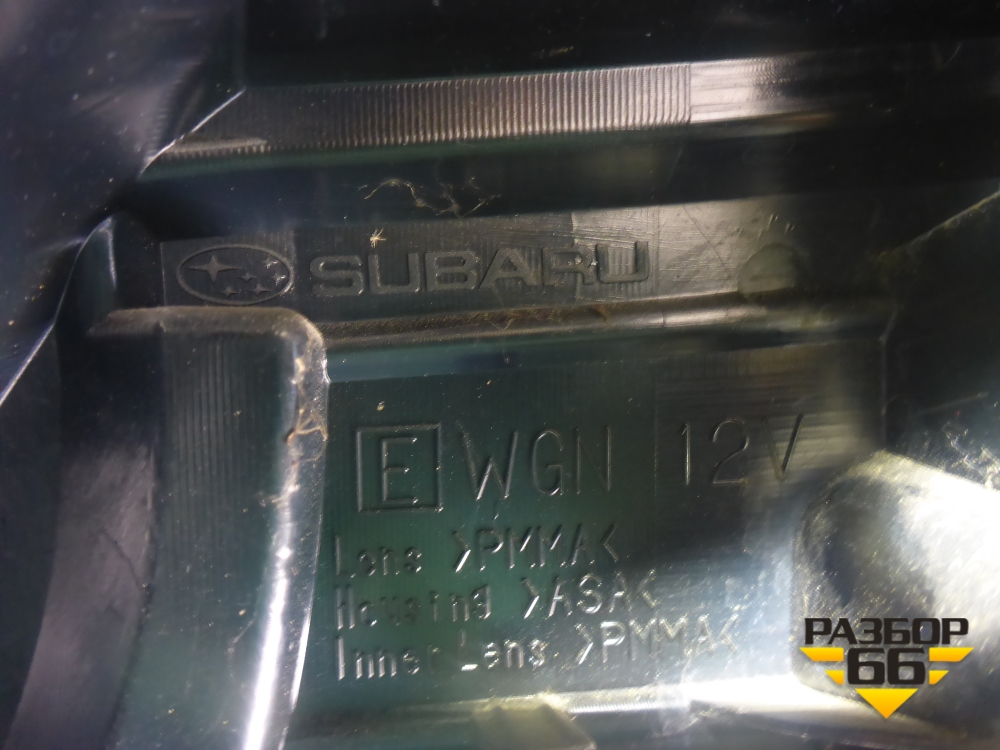 SUBARU
E WGN 12V
Lens >PMMA<
Housing >ASA<
Inner Lens >PMMA<
РАЗБОР
66